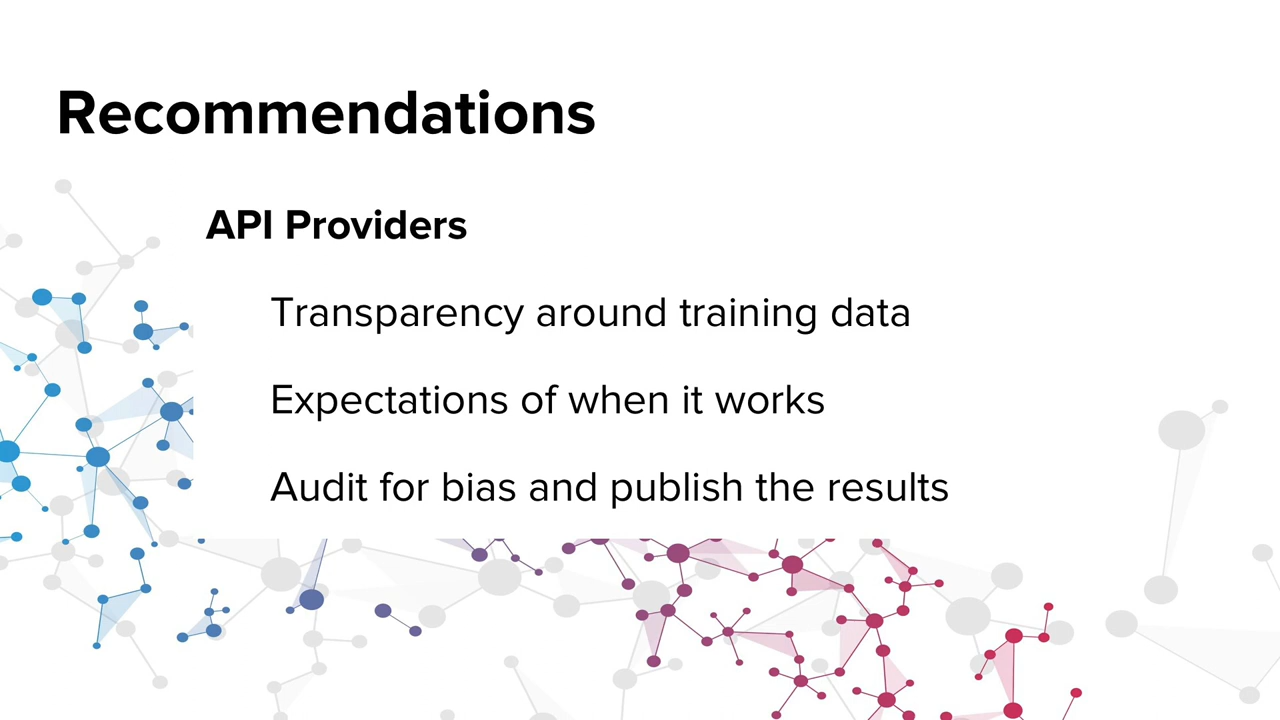 Recommendations
API Providers
Transparency around training data
Expectations of when it works
Audit for bias and publish the results